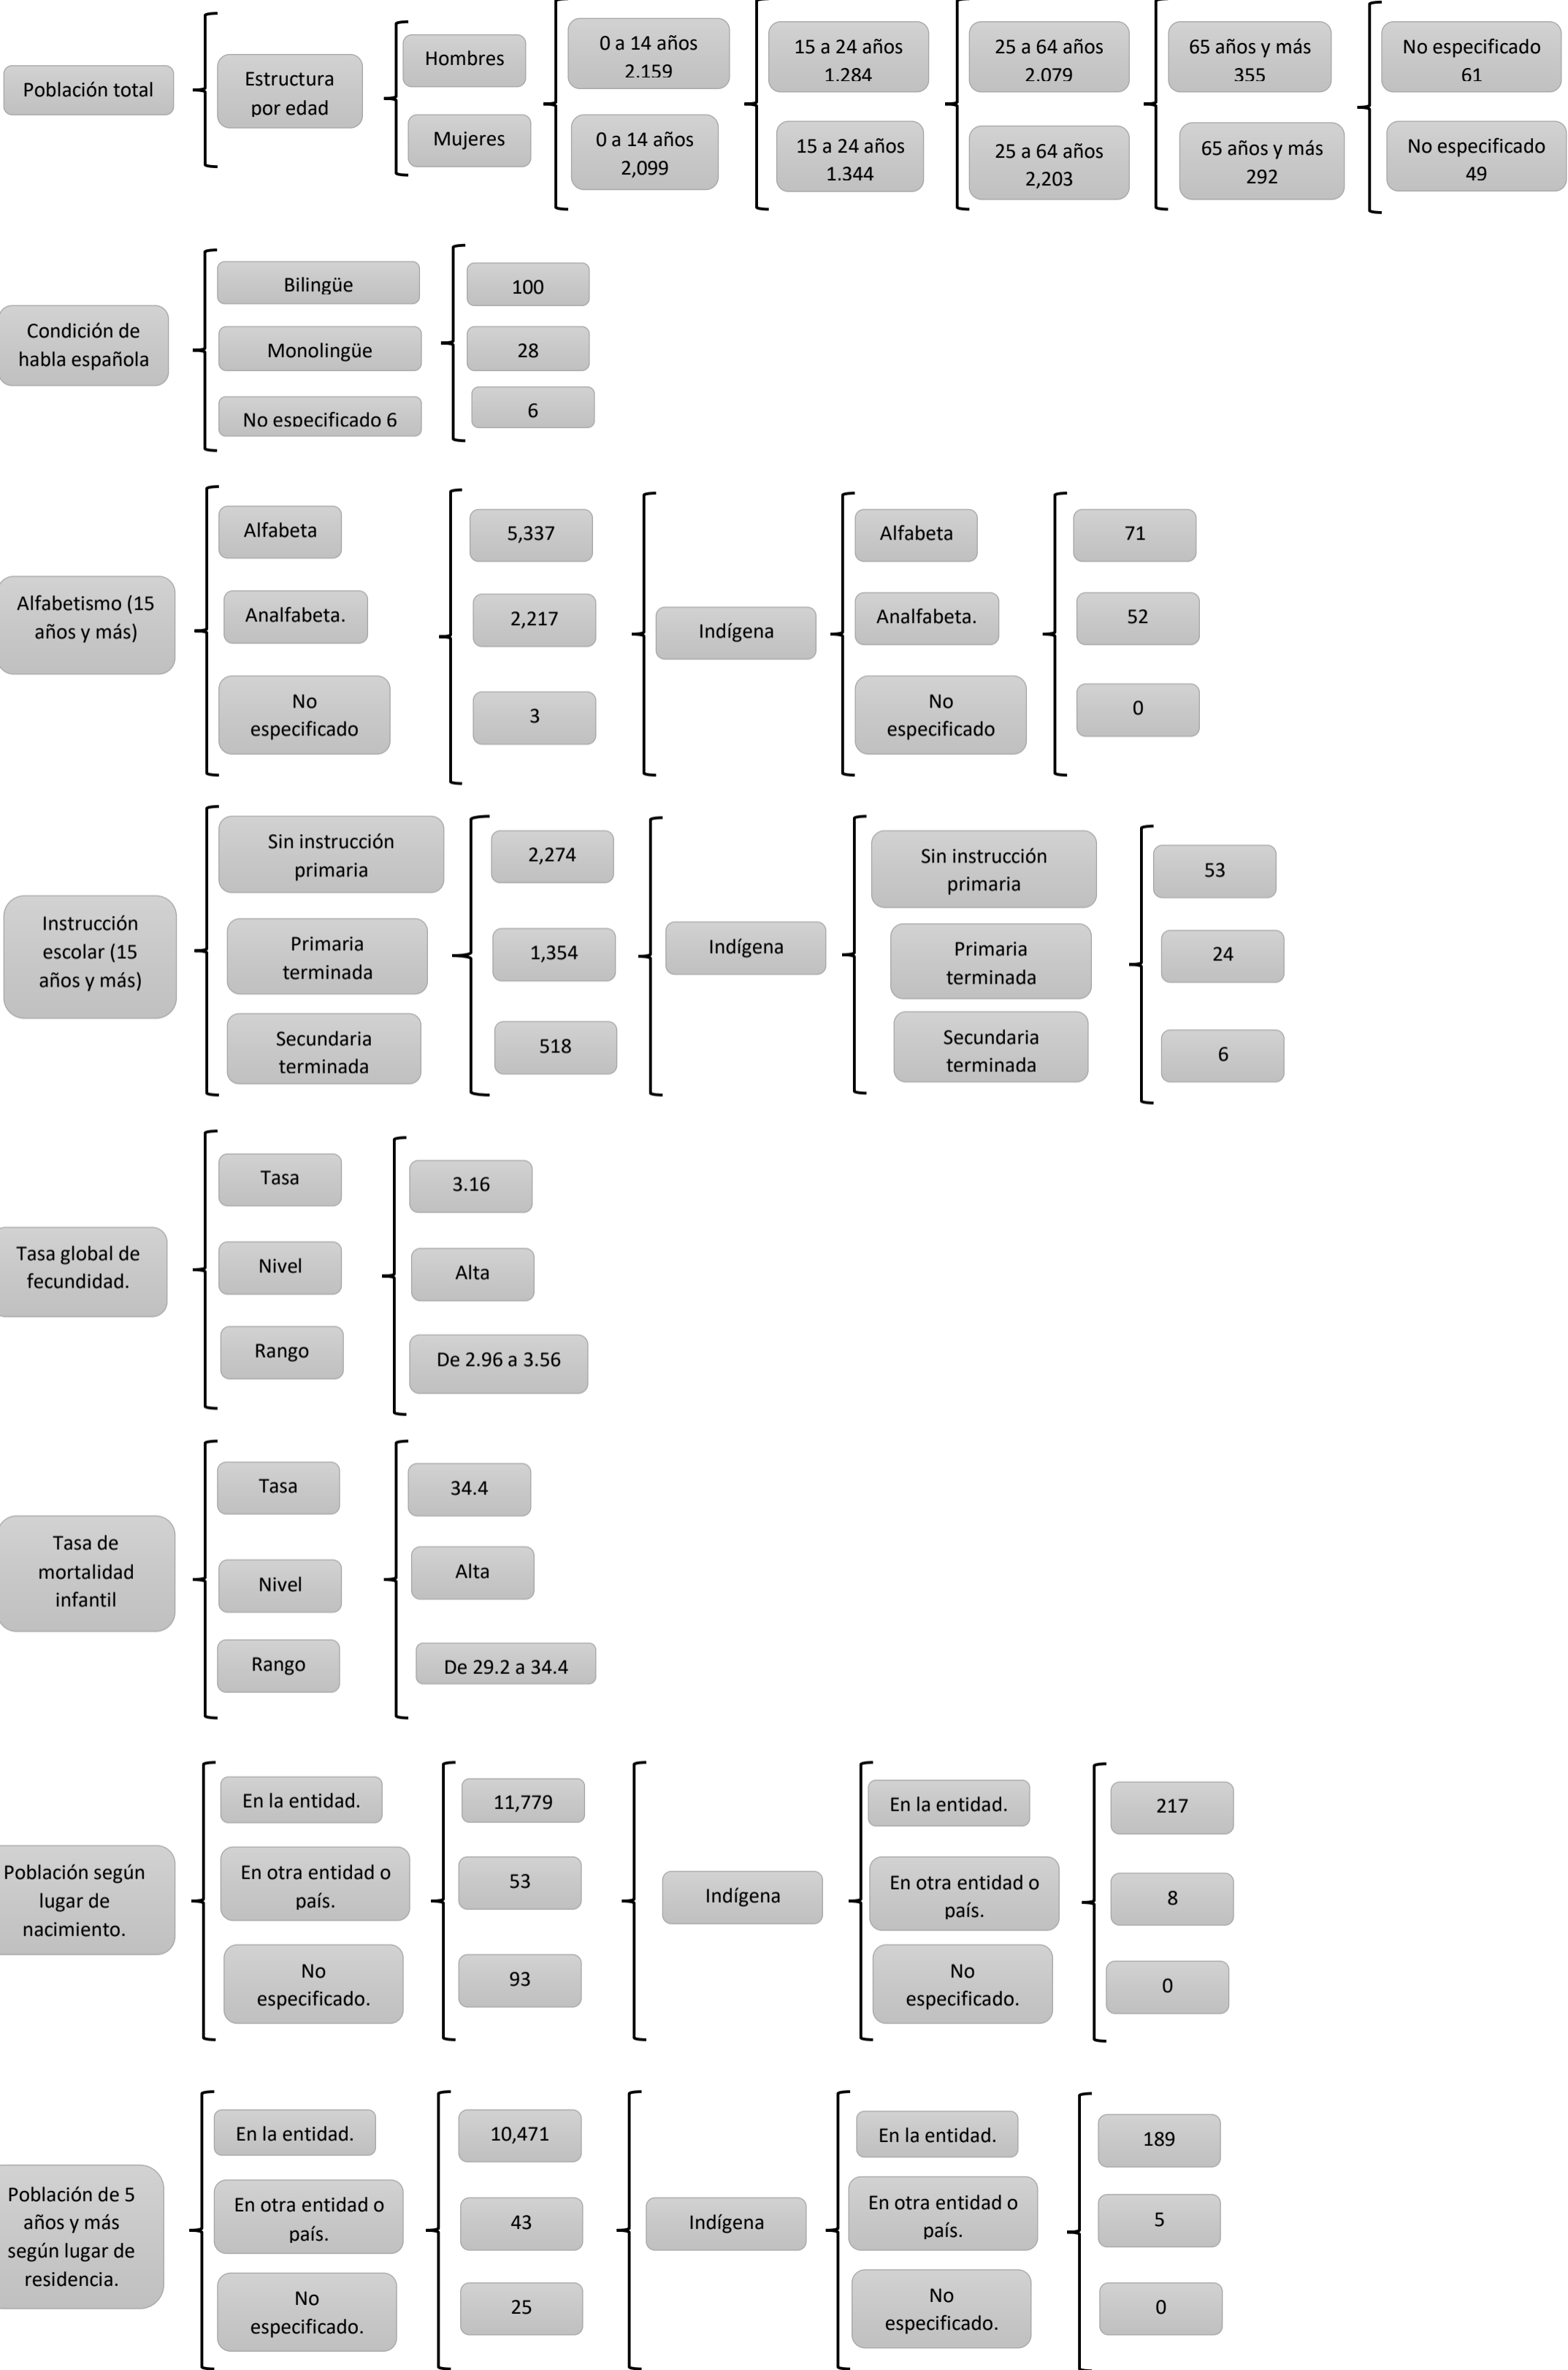 Población total
Estructura
por edad
Hombres
Mujeres
0 a 14 años
2.159
0 a 14 años
2,099
15 a 24 años
1.284
15 a 24 años
1.344
25 a 64 años
2.079
25 a 64 años
2,203
65 años y más
355
65 años y más
292
No especificado
61
No especificado
49
Condición de
habla española
Bilingüe
Monolingüe
No especificado 6
100
28
6
Alfabetismo (15
años y más)
Alfabeta
Analfabeta.
No
especificado
5,337
2,217
3
Indígena
Alfabeta
Analfabeta.
No
especificado
71
52
0
Instrucción
escolar (15
años y más)
Sin instrucción
primaria
Primaria
terminada
Secundaria
terminada
2,274
1,354
518
Indígena
Sin instrucción
primaria
Primaria
terminada
Secundaria
terminada
53
24
6
Tasa global de
fecundidad.
Tasa
Nivel
Rango
3.16
Alta
De 2.96 a 3.56
Tasa de
mortalidad
infantil
Tasa
Nivel
Rango
34.4
Alta
De 29.2 a 34.4
Población según
lugar de
nacimiento.
En la entidad.
En otra entidad o
país.
No
especificado.
11,779
53
93
Indígena
En la entidad.
En otra entidad o
país.
No
especificado.
217
8
0
Población de 5
años y más
según lugar de
residencia.
En la entidad.
En otra entidad o
país.
No
especificado.
10,471
43
25
Indígena
En la entidad.
En otra entidad o
país.
No
especificado.
189
5
0